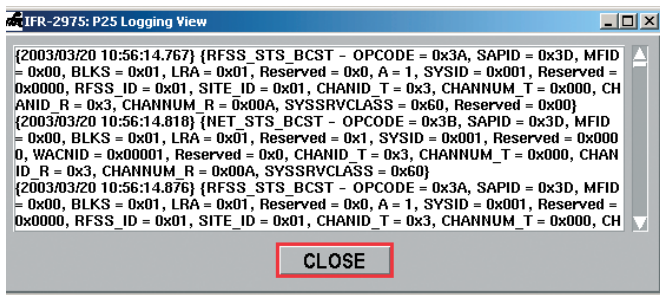 IFR-2975: P25 Logging View
{2003/03/20 10:56:14.767} {RFSS_STS_BCST - OPCODE = 0x3A, SAPID = 0x3D, MFID
= 0x00, BLKS = 0x01, LRA = 0x01, Reserved = 0x0, A = 1, SYSID = 0x001, Reserved =
0x0000, RFSS_ID = 0x01, SITE_ID = 0x01, CHANID_T = 0x3, CHANNUM_T = 0x000, CH
ANID_R = 0x3, CHANNUM_R = 0x00A, SYSSRVCLASS = 0x60, Reserved = 0x00}
{2003/03/20 10:56:14.818} {NET_STS_BCST - OPCODE = 0x3B, SAPID = 0x3D, MFID
= 0x00, BLKS = 0x01, LRA = 0x01, Reserved = 0x1, SYSID = 0x001, Reserved = 0x000
0, WACNID = 0x00001, Reserved = 0x0, CHANID_T = 0x3, CHANNUM_T = 0x000, CHAN
ID_R = 0x3, CHANNUM_R = 0x00A, SYSSRVCLASS = 0x60}
{2003/03/20 10:56:14.876} {RFSS_STS_BCST - OPCODE = 0x3A, SAPID = 0x3D, MFID
= 0x00, BLKS = 0x01, LRA = 0x01, Reserved = 0x0, A = 1, SYSID = 0x001, Reserved =
0x0000, RFSS_ID = 0x01, SITE_ID = 0x01, CHANID_T = 0x3, CHANNUM_T = 0x000, CH
CLOSE